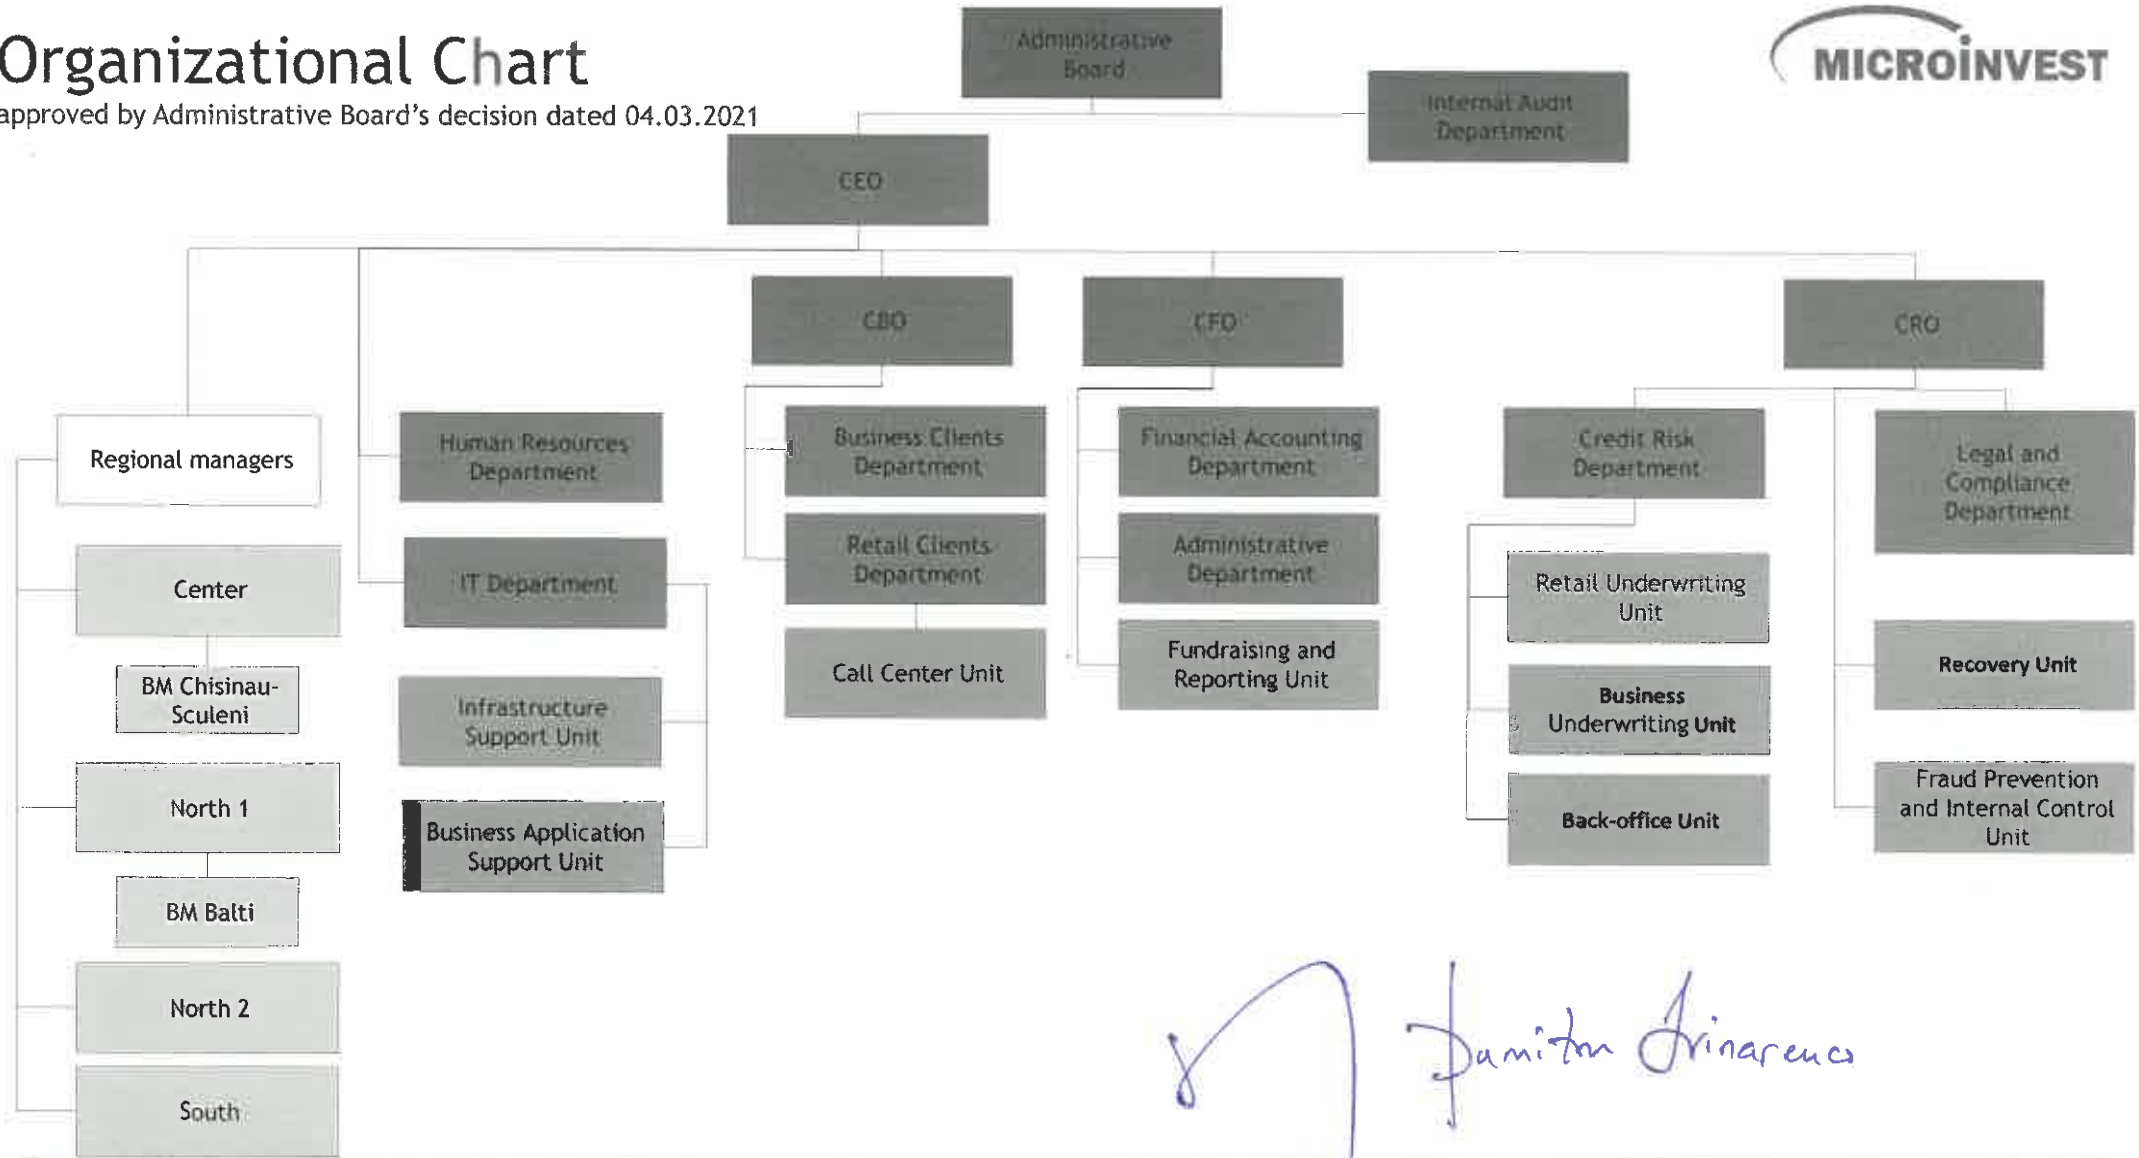 Organizational Chart
approved by Administrative Board's decision dated 04.03.2021
MICROINVEST
Administrative
Board
Internal Audit
Department
CEO
CBO
CFO
CRO
Regional managers
Center
BM Chisinau-
Sculeni
North 1
BM Balti
North 2
South
Human Resources
Department
IT Department
Infrastructure
Support Unit
Business Application
Support Unit
Business Clients
Department
Retail Clients
Department
Call Center Unit
Financial Accounting
Department
Administrative
Department
Fundraising and
Reporting Unit
Credit Risk
Department
Retail Underwriting
Unit
Business
Underwriting Unit
Back-office Unit
Legal and
Compliance
Department
Recovery Unit
Fraud Prevention
and Internal Control
Unit